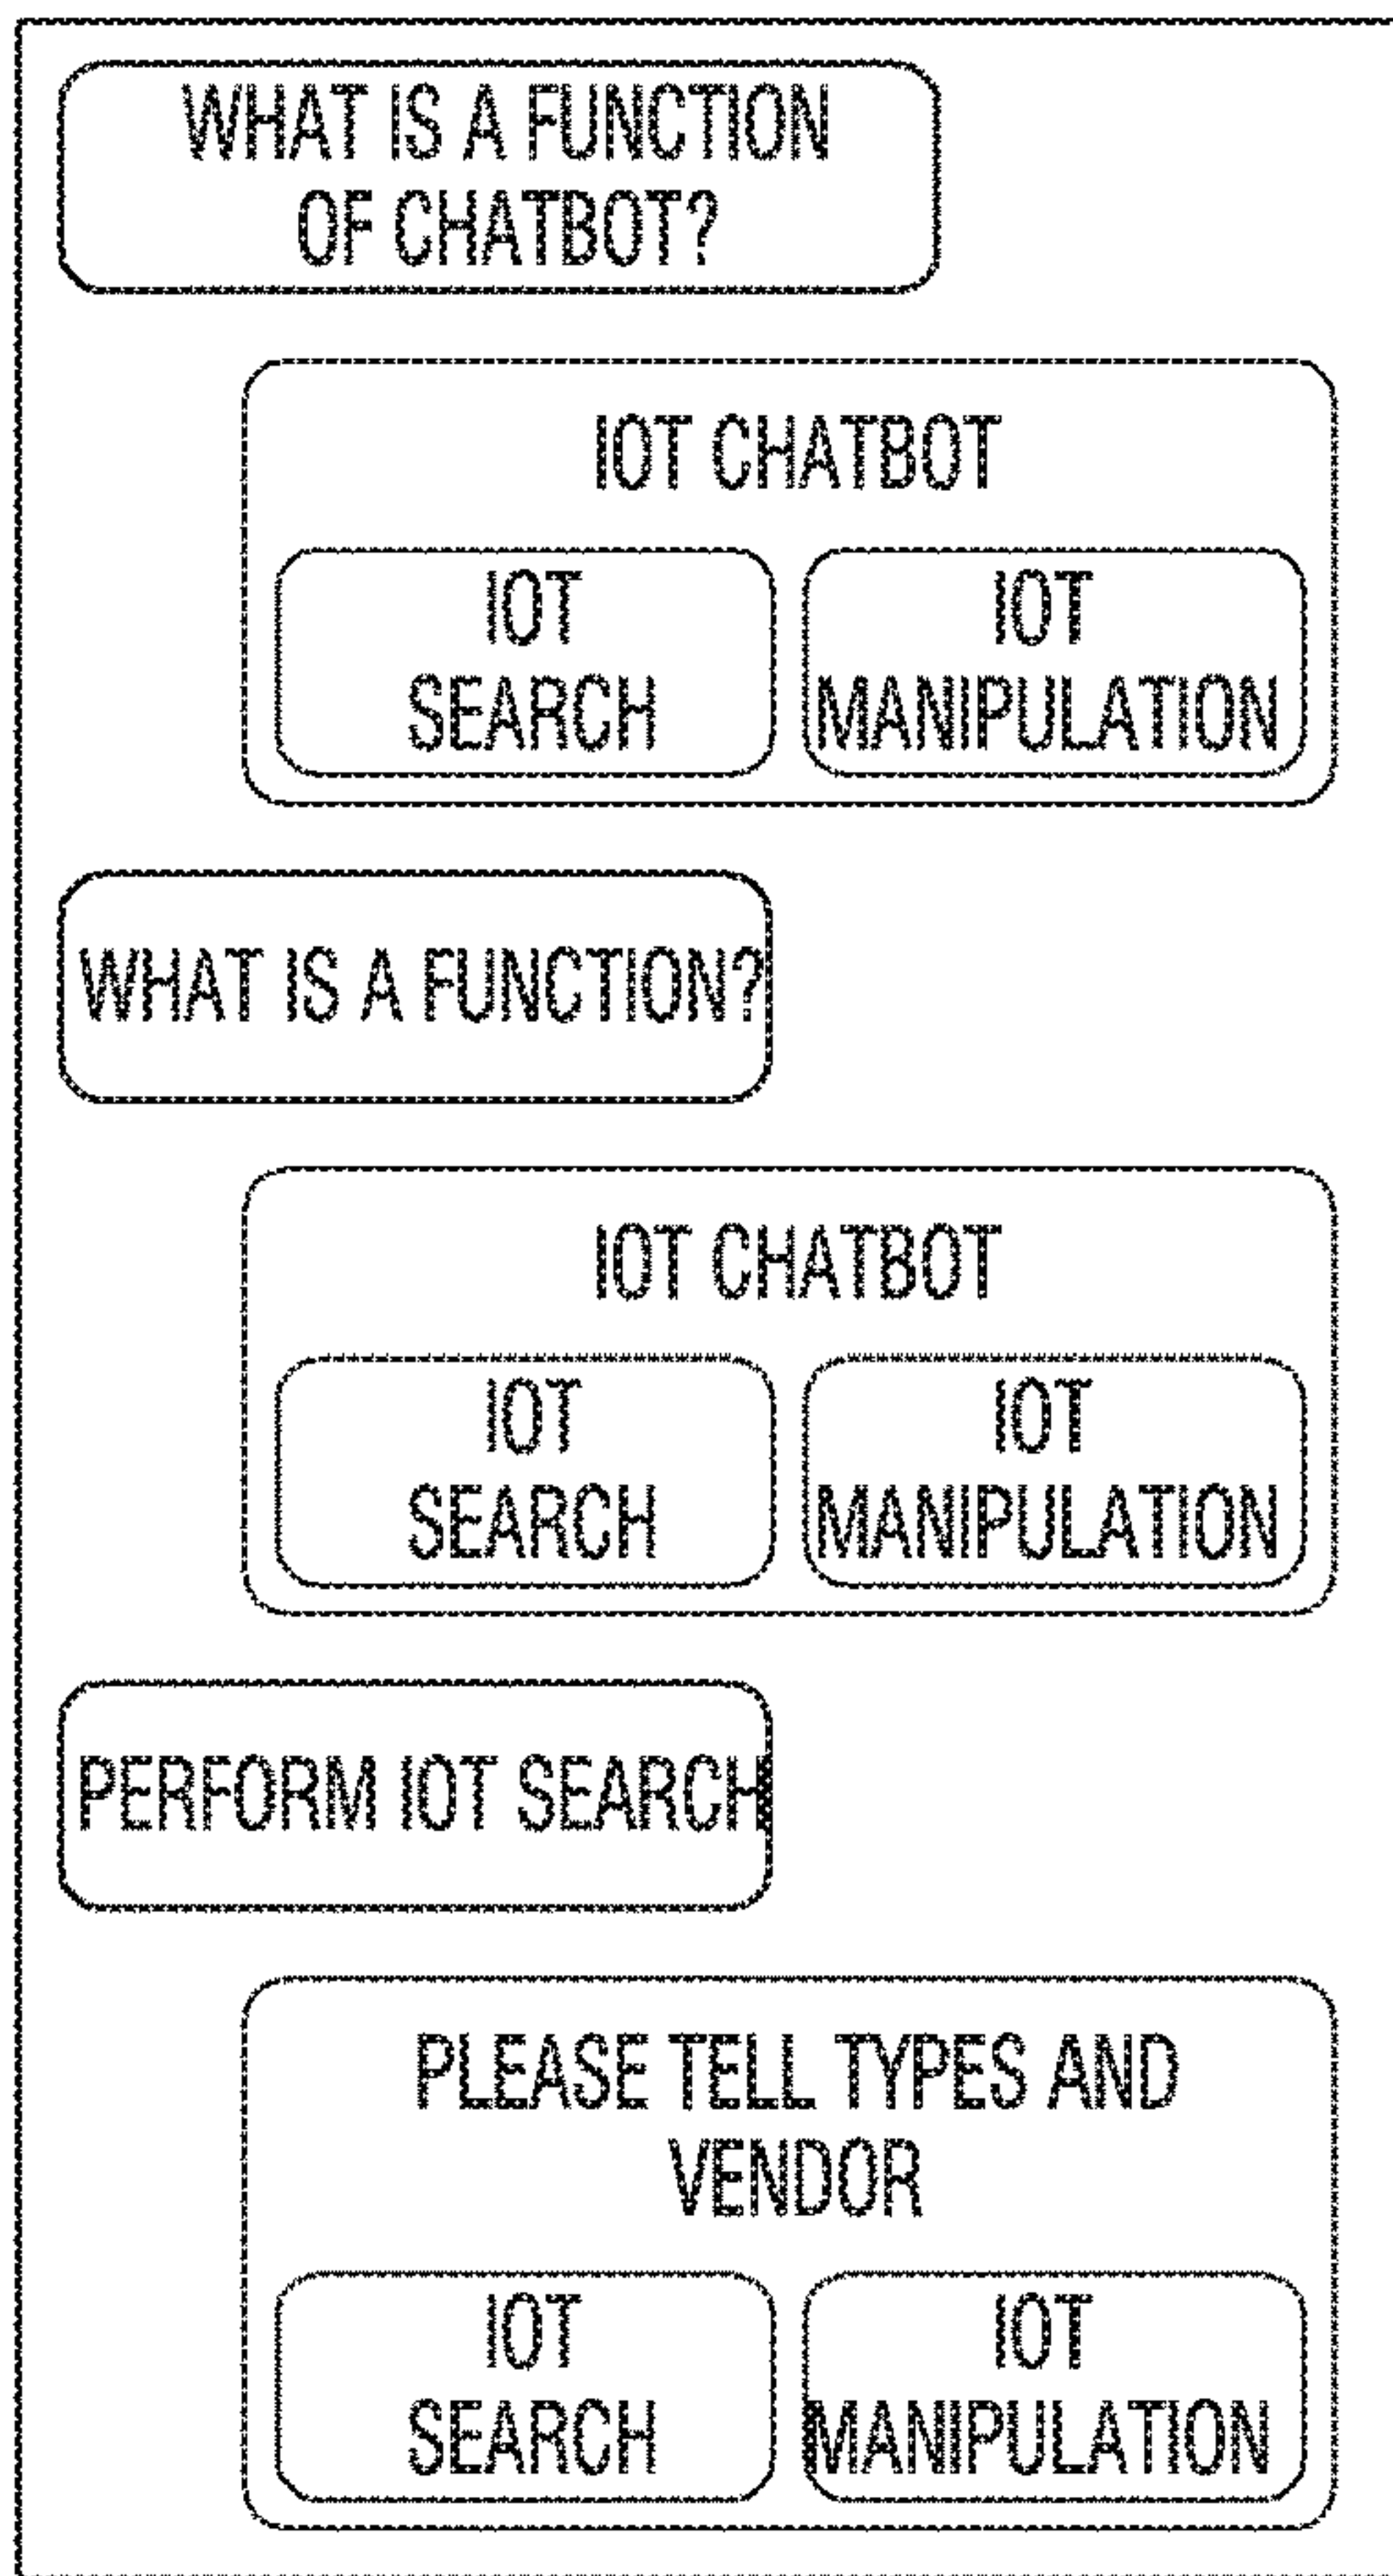 WHAT IS A FUNCTION
OF CHATBOT?
IOT CHATBOT
IOT
SEARCH
IOT
MANIPULATION
WHAT IS A FUNCTION?
IOT CHATBOT
IOT
SEARCH
IOT
MANIPULATION
PERFORM IOT SEARCH
PLEASE TELL TYPES AND
VENDOR
IOT
SEARCH
IOT
MANIPULATION